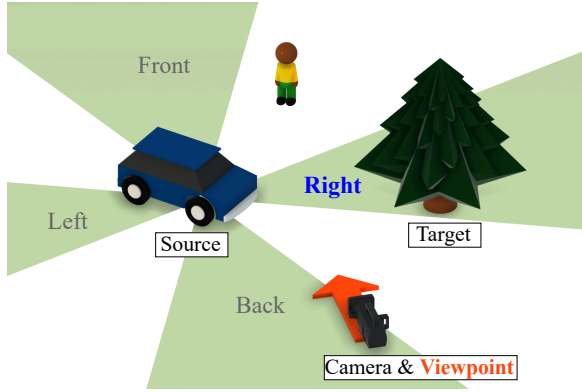 Front
Right
Left
Source
Target
Back
Camera & Viewpoint